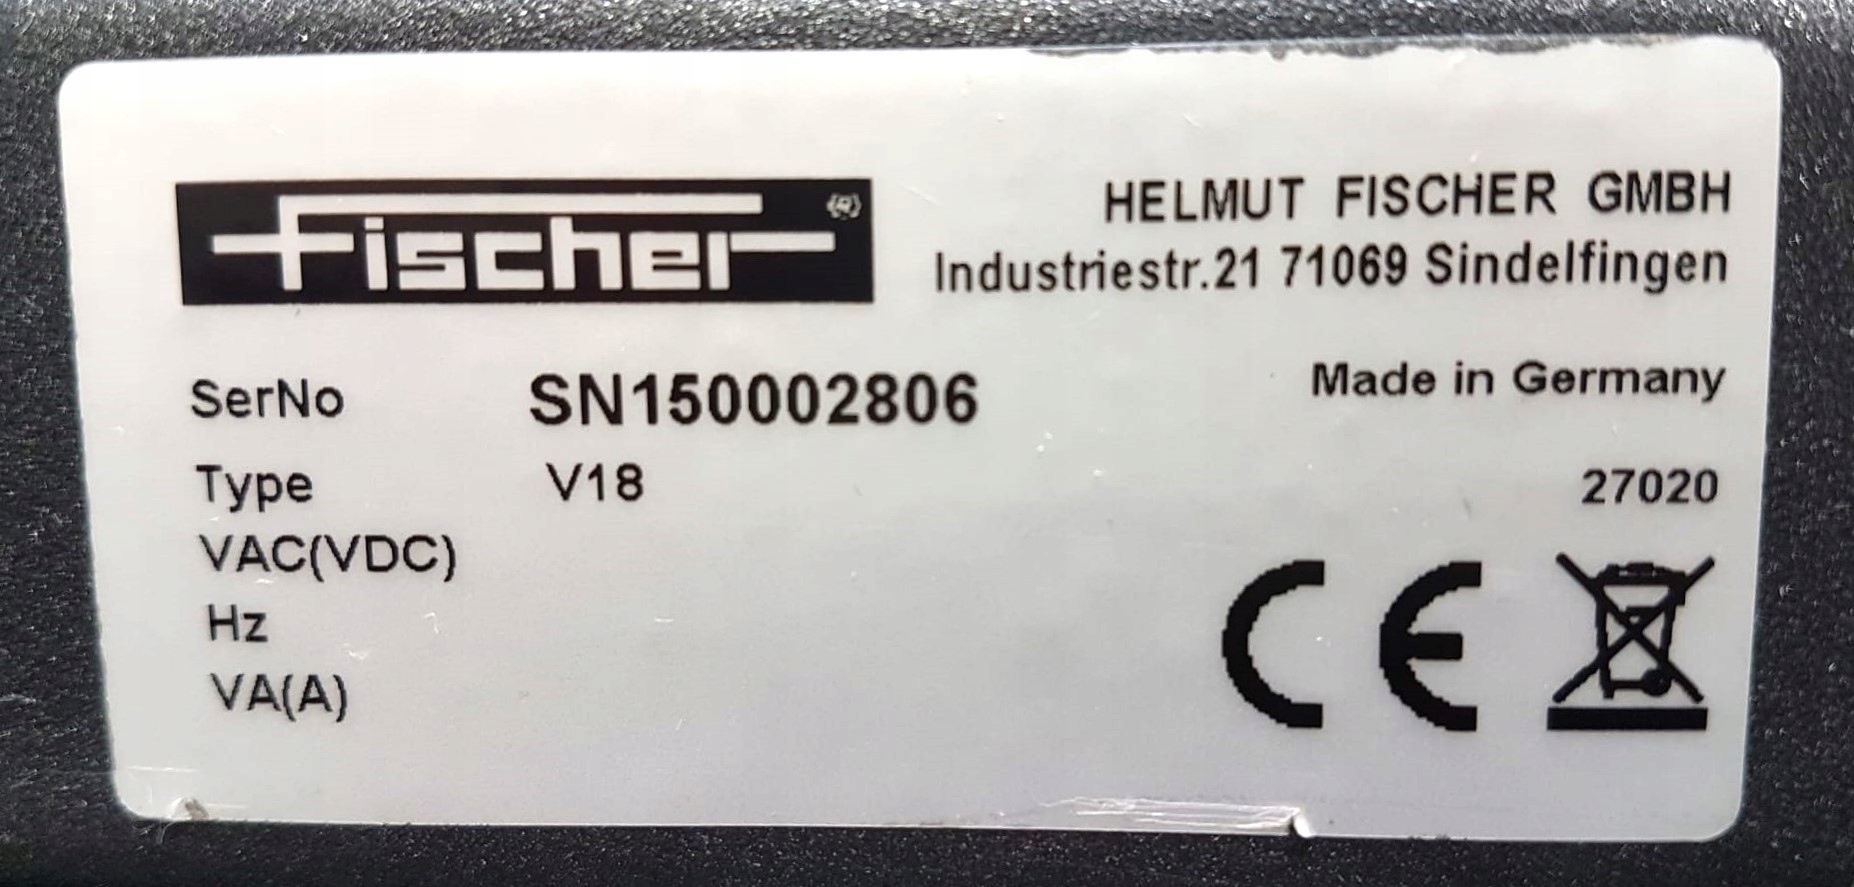 Fischer (R)
HELMUT FISCHER GMBH
Industriestr.21 71069 Sindelfingen
SerNo SN150002806
Made in Germany
Type V18
27020
VAC(VDC)
Hz
VA(A)
CE